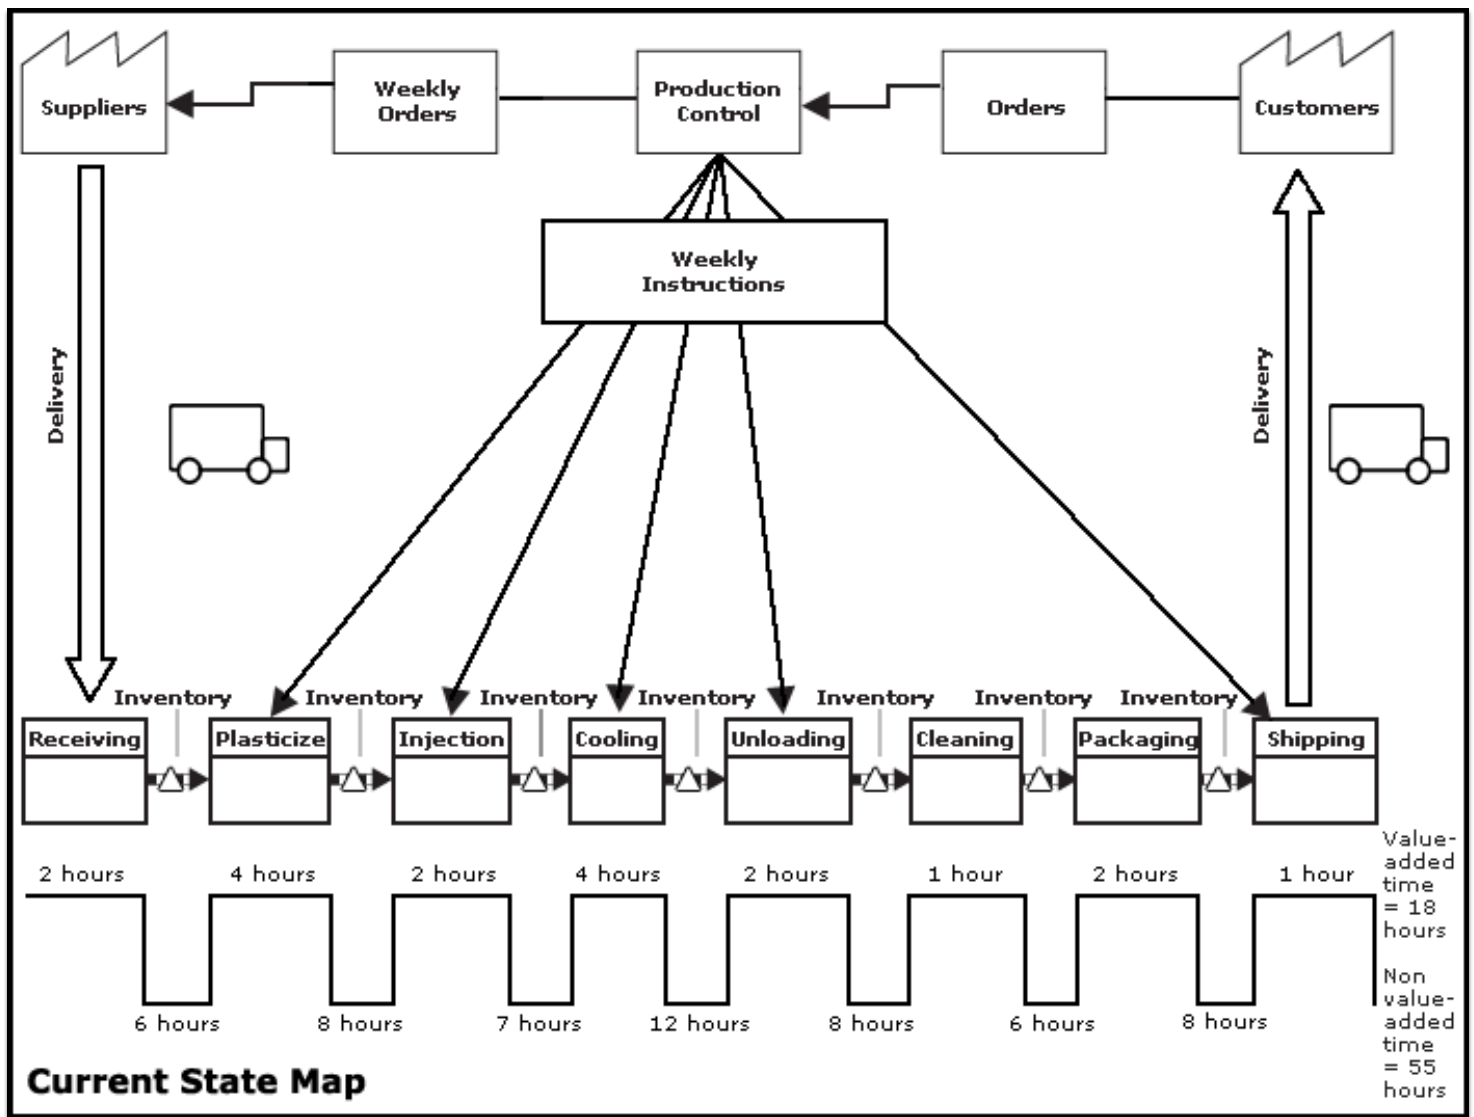 Suppliers
Weekly
Orders
Production
Control
Orders
Customers
Weekly
Instructions
Delivery
Delivery
Inventory
Inventory
Inventory
Inventory
Inventory
Inventory
Inventory
Receiving
Plasticize
Injection
Cooling
Unloading
Cleaning
Packaging
Shipping
2 hours
4 hours
2 hours
4 hours
2 hours
1 hour
2 hours
1 hour
Value-
added
time
= 18
hours
6 hours
8 hours
7 hours
12 hours
8 hours
6 hours
8 hours
Non
value-
added
time
= 55
hours
Current State Map